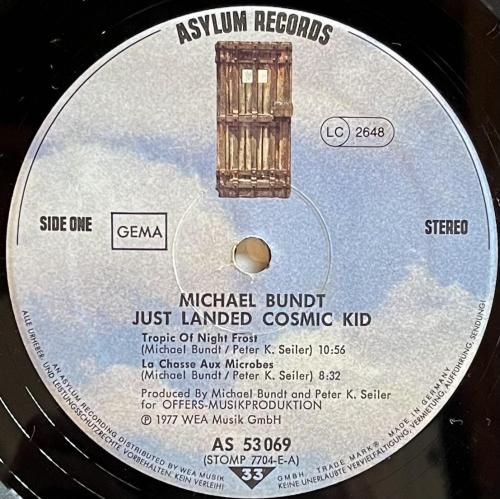 ASYLUM RECORDS
LC 2648
SIDE ONE
GEMA
STEREO
MICHAEL BUNDT
JUST LANDED COSMIC KID
Tropic Of Night Frost
(Michael Bundt/Peter K. Seiler) 10:56
La Chasse Aux Microbes
(Michael Bundt/Peter K. Seiler) 8:32
Produced By Michael Bundt and Peter K. Seiler
for OFFERS-MUSIKPRODUKTION
℗ 1977 WEA Musik GmbH
AS 53069
(STOMP 7704-E-A)
33
AN ASYLUM RECORDING DISTRIBUTED BY WEA MUSIK GMBH. TRADE MARK® MADE IN GERMANY
ALLE URHEBER- UND LEISTUNGSSCHUTZRECHTE VORBEHALTEN. KEIN VERLEIH! KEINE UNERLAUBTE VERVIELFÄLTIGUNG, VERMIETUNG, AUFFÜHRUNG, SENDUNG!